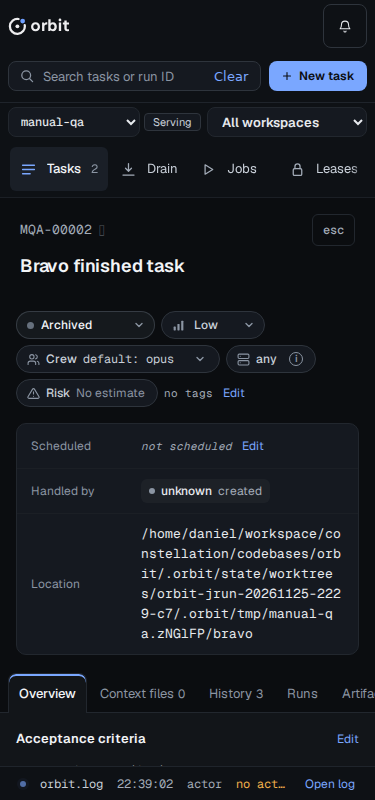 orbit
Search tasks or run ID Clear
+ New task
manual-qa Serving All workspaces
Tasks 2 Drain Jobs Leases
MQA-00002 esc
Bravo finished task
Archived Low
Crew default: opus any
Risk No estimate no tags Edit
Scheduled not scheduled Edit
Handled by unknown created
Location
/home/daniel/workspace/co
nstellation/codebases/orb
it/.orbit/state/worktree
s/orbit-jrun-20261125-222
9-c7/.orbit/tmp/manual-q
a.zNGlFP/bravo
Overview Context files 0 History 3 Runs Artifa
Acceptance criteria Edit
orbit.log 22:39:02 actor no act… Open log